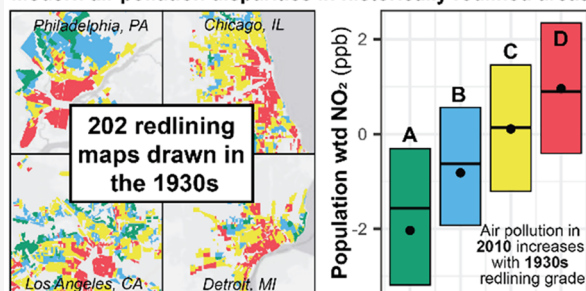 Philadelphia, PA
Chicago, IL
202 redlining
maps drawn in
the 1930s
Los Angeles, CA
Detroit, MI
Population wtd NO₂ (ppb)
2
0
-2
A
B
C
D
Air pollution in
2010 increases
with 1930s
redlining grade